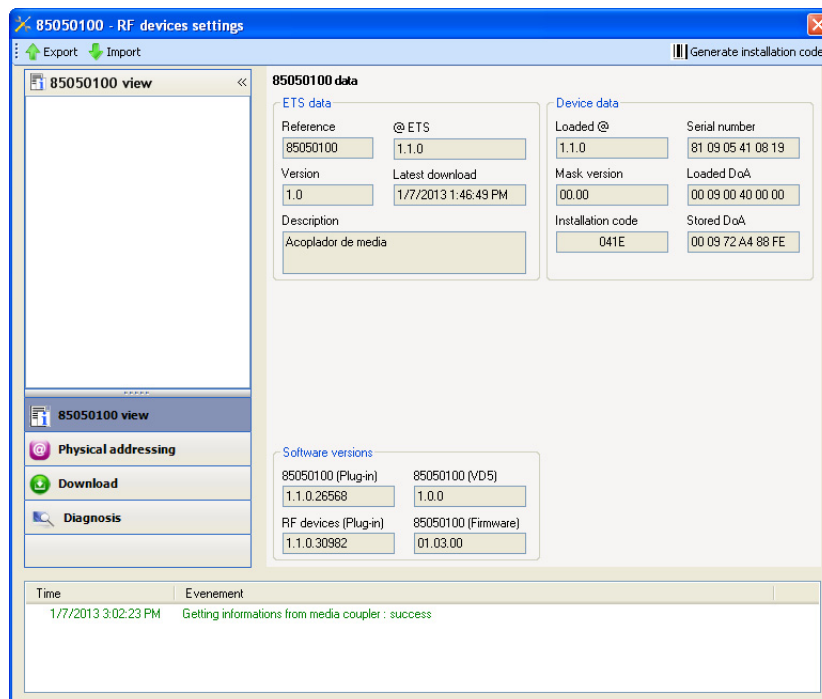 85050100 - RF devices settings
Export Import Generate installation code
85050100 view «
85050100 data
ETS data
Reference @ ETS
85050100 1.1.0
Version Latest download
1.0 1/7/2013 1:46:49 PM
Description
Acoplador de media
Device data
Loaded @ Serial number
1.1.0 81 09 05 41 08 19
Mask version Loaded DoA
00.00 00 09 00 40 00 00
Installation code Stored DoA
041E 00 09 72 A4 88 FE
85050100 view
Physical addressing
Download
Diagnosis
Software versions
85050100 (Plug-in) 85050100 (VD5)
1.1.0.26568 1.0.0
RF devices (Plug-in) 85050100 (Firmware)
1.1.0.30982 01.03.00
Time Evenement
1/7/2013 3:02:23 PM Getting informations from media coupler : success